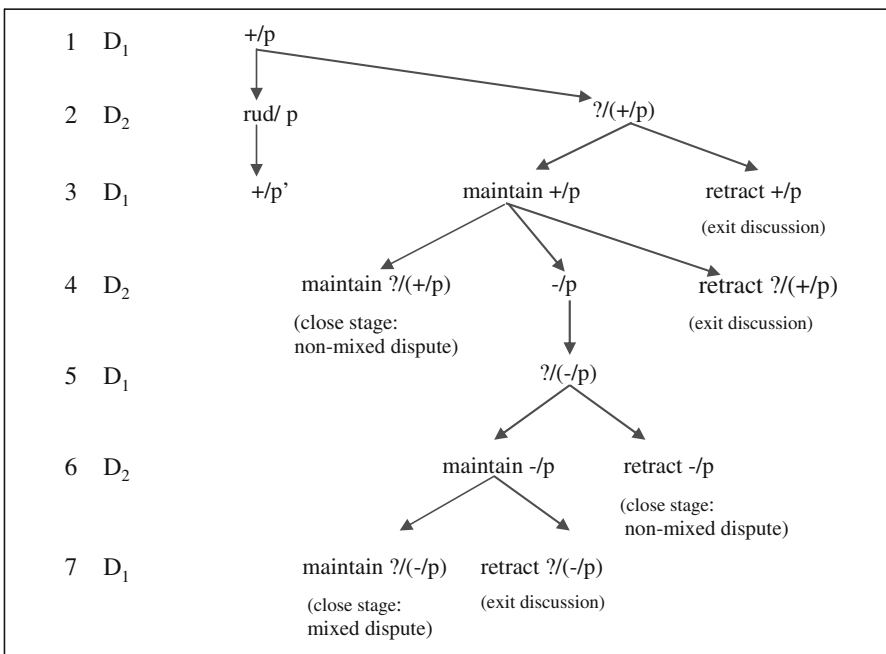 1 D₁ +/p
2 D₂ rud/ p ?/(+/p)
3 D₁ +/p’ maintain +/p retract +/p
(exit discussion)
4 D₂ maintain ?/(+/p) -/p retract ?/(+/p)
(close stage: (exit discussion)
non-mixed dispute)
5 D₁ ?/(-/p)
6 D₂ maintain -/p retract -/p
(close stage:
non-mixed dispute)
7 D₁ maintain ?/(-/p) retract ?/(-/p)
(close stage: (exit discussion)
mixed dispute)